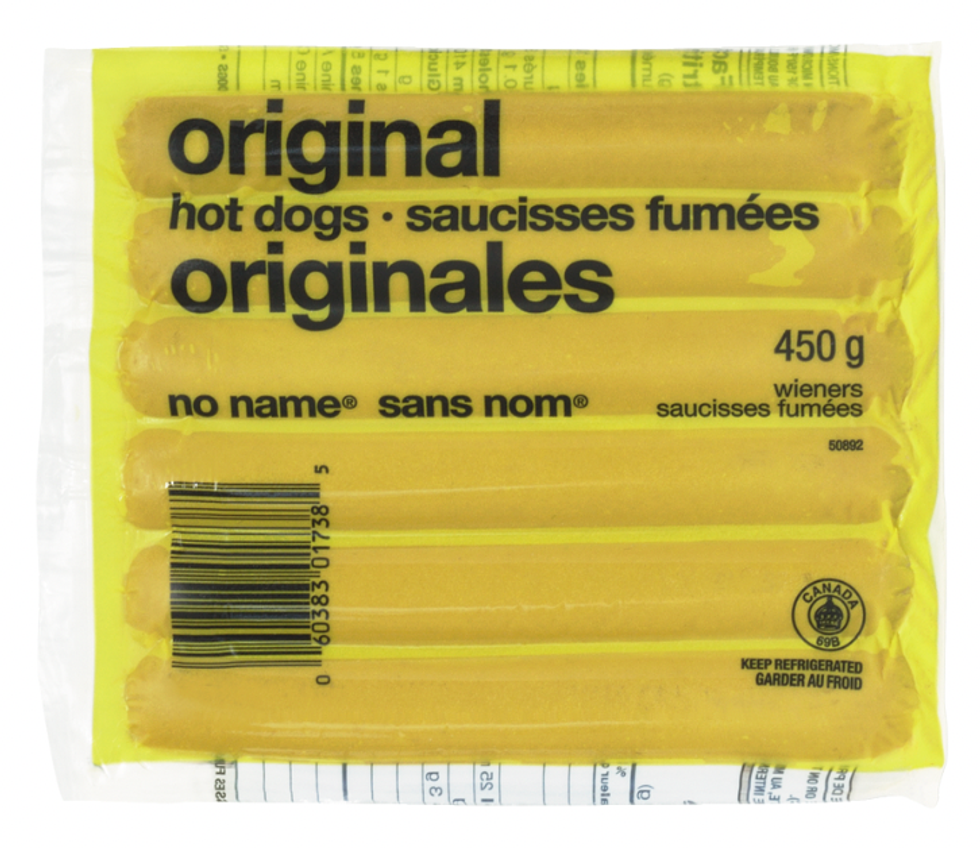 original
hot dogs · saucisses fumées
originales
450 g
wieners
saucisses fumées
no name® sans nom®
50892
0 60383 01738 5
CANADA
69B
KEEP REFRIGERATED
GARDER AU FROID